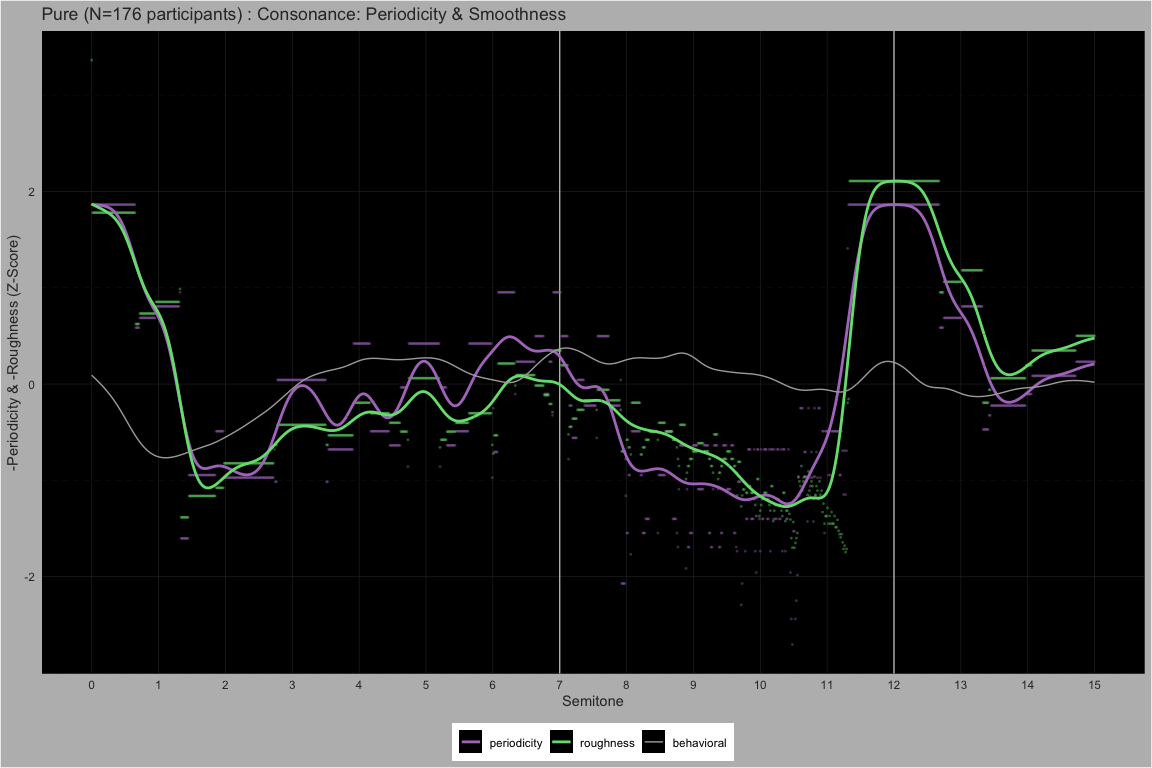 Pure (N=176 participants) : Consonance: Periodicity & Smoothness
-Periodicity & -Roughness (Z-Score)
2
0
-2
0 1 2 3 4 5 6 7 8 9 10 11 12 13 14 15
Semitone
periodicity roughness behavioral